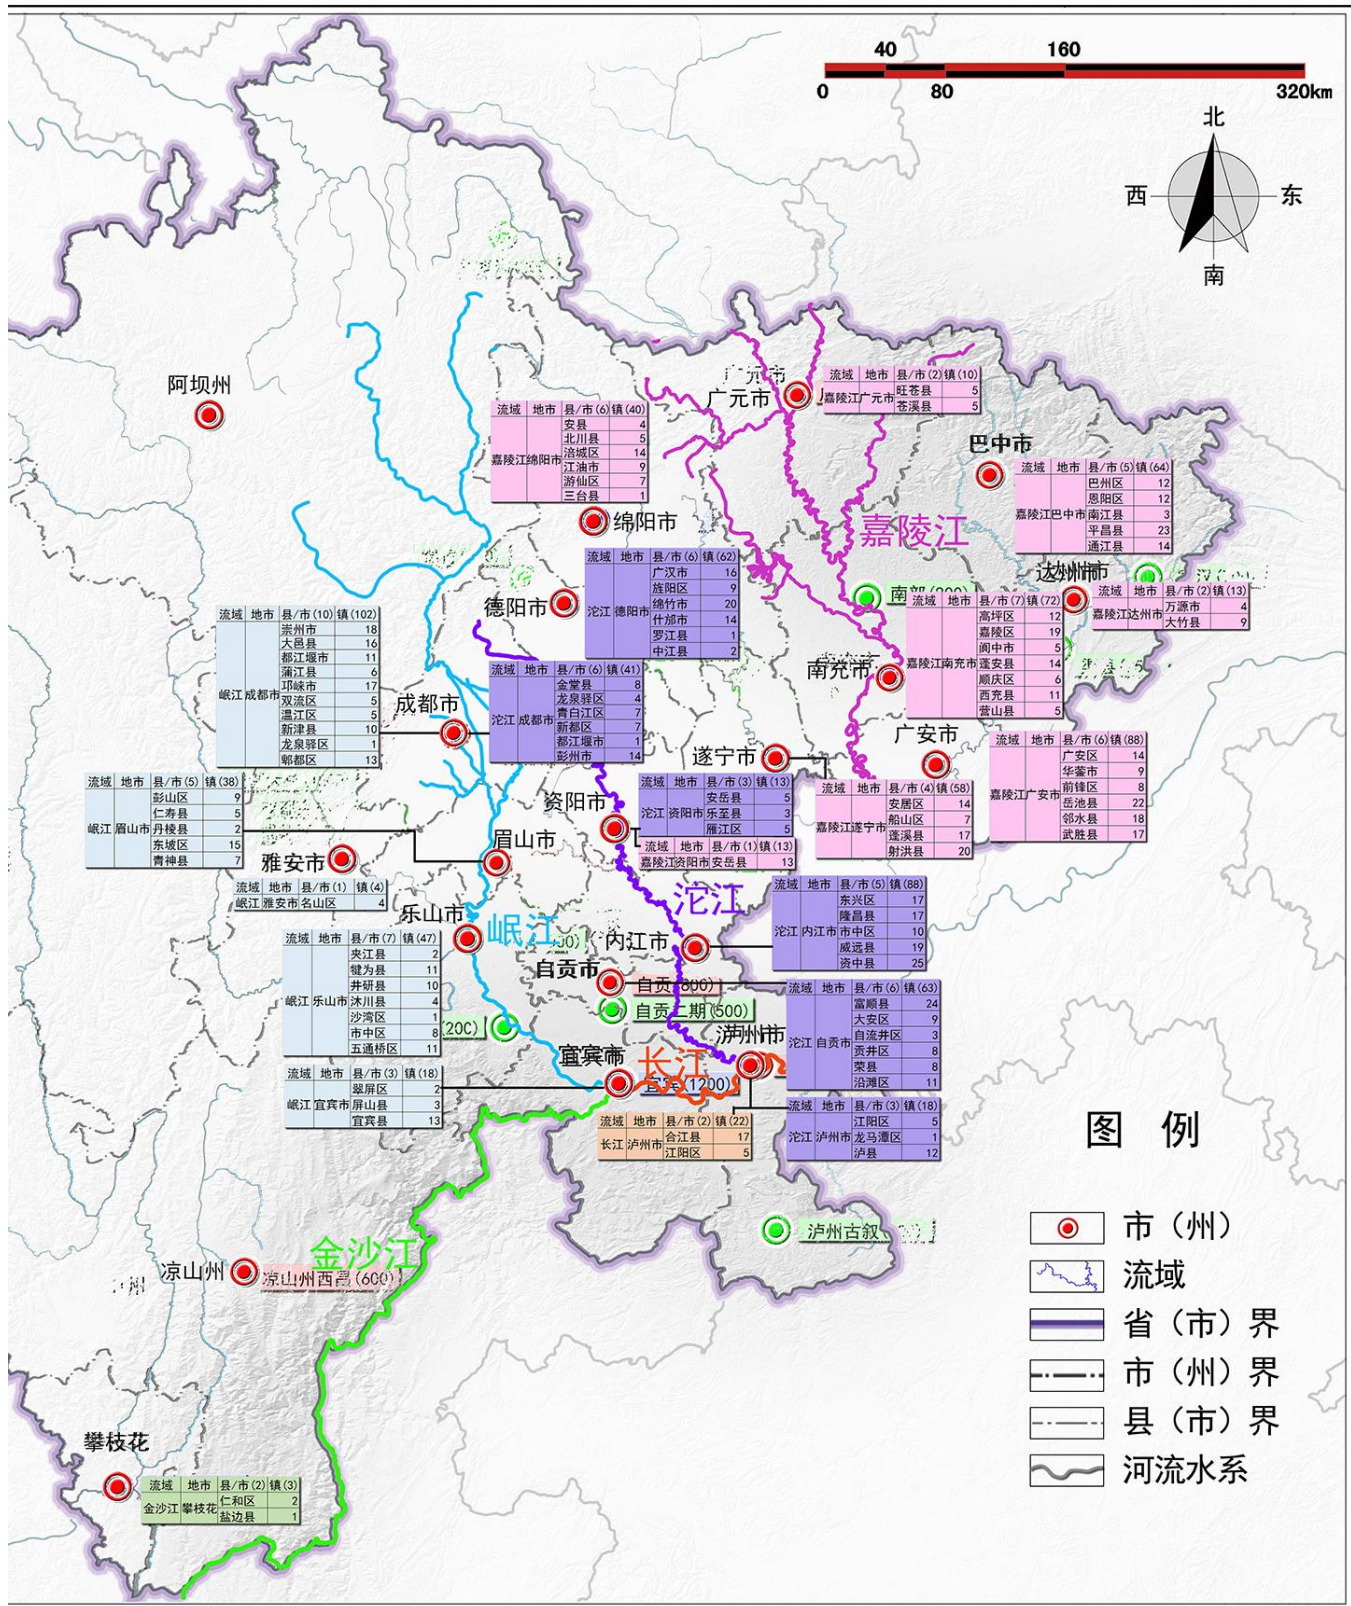 40 160
0 80 320km
北
西 东
南
阿坝州
广元市
流域 地市 县/市(2) 镇(10)
嘉陵江 广元市 旺苍县 5
苍溪县 5
流域 地市 县/市(6) 镇(40)
嘉陵江 绵阳市 安县 4
北川县 5
涪城区 14
江油市 9
游仙区 7
三台县 1
绵阳市
巴中市
流域 地市 县/市(5) 镇(64)
嘉陵江 巴中市 巴州区 12
恩阳区 12
南江县 3
平昌县 23
通江县 14
嘉陵江
达州市
流域 地市 县/市(2) 镇(13)
嘉陵江 达州市 万源市 4
大竹县 9
德阳市
流域 地市 县/市(6) 镇(62)
沱江 德阳市 广汉市 16
旌阳区 9
绵竹市 20
什邡市 14
罗江县 1
中江县 2
南部
南充市
流域 地市 县/市(7) 镇(72)
嘉陵江 南充市 高坪区 12
嘉陵区 19
阆中市 5
蓬安县 14
顺庆区 6
西充县 11
营山县 5
流域 地市 县/市(10) 镇(102)
岷江 成都市 崇州市 18
大邑县 16
都江堰市 11
蒲江县 6
邛崃市 17
双流区 5
温江区 5
新津县 10
龙泉驿区 1
郫都区 13
成都市
流域 地市 县/市(6) 镇(41)
沱江 成都市 金堂县 8
龙泉驿区 4
青白江区 7
新都区 7
都江堰市 1
彭州市 14
广安市
流域 地市 县/市(6) 镇(88)
嘉陵江 广安市 广安区 14
华蓥市 9
前锋区 8
岳池县 22
邻水县 18
武胜县 17
遂宁市
流域 地市 县/市(4) 镇(58)
嘉陵江 遂宁市 安居区 14
船山区 7
蓬溪县 17
射洪县 20
资阳市
流域 地市 县/市(3) 镇(13)
沱江 资阳市 安岳县 5
乐至县 3
雁江区 5
流域 地市 县/市(1) 镇(13)
嘉陵江 资阳市 安岳县 13
流域 地市 县/市(5) 镇(38)
岷江 眉山市 彭山区 9
仁寿县 5
丹棱县 2
东坡区 15
青神县 7
眉山市
雅安市
流域 地市 县/市(1) 镇(4)
岷江 雅安市 名山区 4
沱江
乐山市
岷江
流域 地市 县/市(7) 镇(47)
岷江 乐山市 夹江县 2
犍为县 11
井研县 10
沐川县 4
沙湾区 1
市中区 8
五通桥区 11
内江市
流域 地市 县/市(5) 镇(88)
沱江 内江市 东兴区 17
隆昌县 17
市中区 10
威远县 19
资中县 25
自贡市
自贡(800)
自贡二期(500)
流域 地市 县/市(6) 镇(63)
沱江 自贡市 富顺县 24
大安区 9
自流井区 3
贡井区 8
荣县 8
沿滩区 11
泸州市
宜宾市
长江
宜宾(1200)
流域 地市 县/市(3) 镇(18)
岷江 宜宾市 翠屏区 2
屏山县 3
宜宾县 13
流域 地市 县/市(2) 镇(22)
长江 泸州市 合江县 17
江阳区 5
流域 地市 县/市(3) 镇(18)
沱江 泸州市 江阳区 5
龙马潭区 1
泸县 12
泸州古叙
金沙江
凉山州
凉山州西昌(600)
攀枝花
流域 地市 县/市(2) 镇(3)
金沙江 攀枝花 仁和区 2
盐边县 1
图 例
市（州）
流域
省（市）界
市（州）界
县（市）界
河流水系